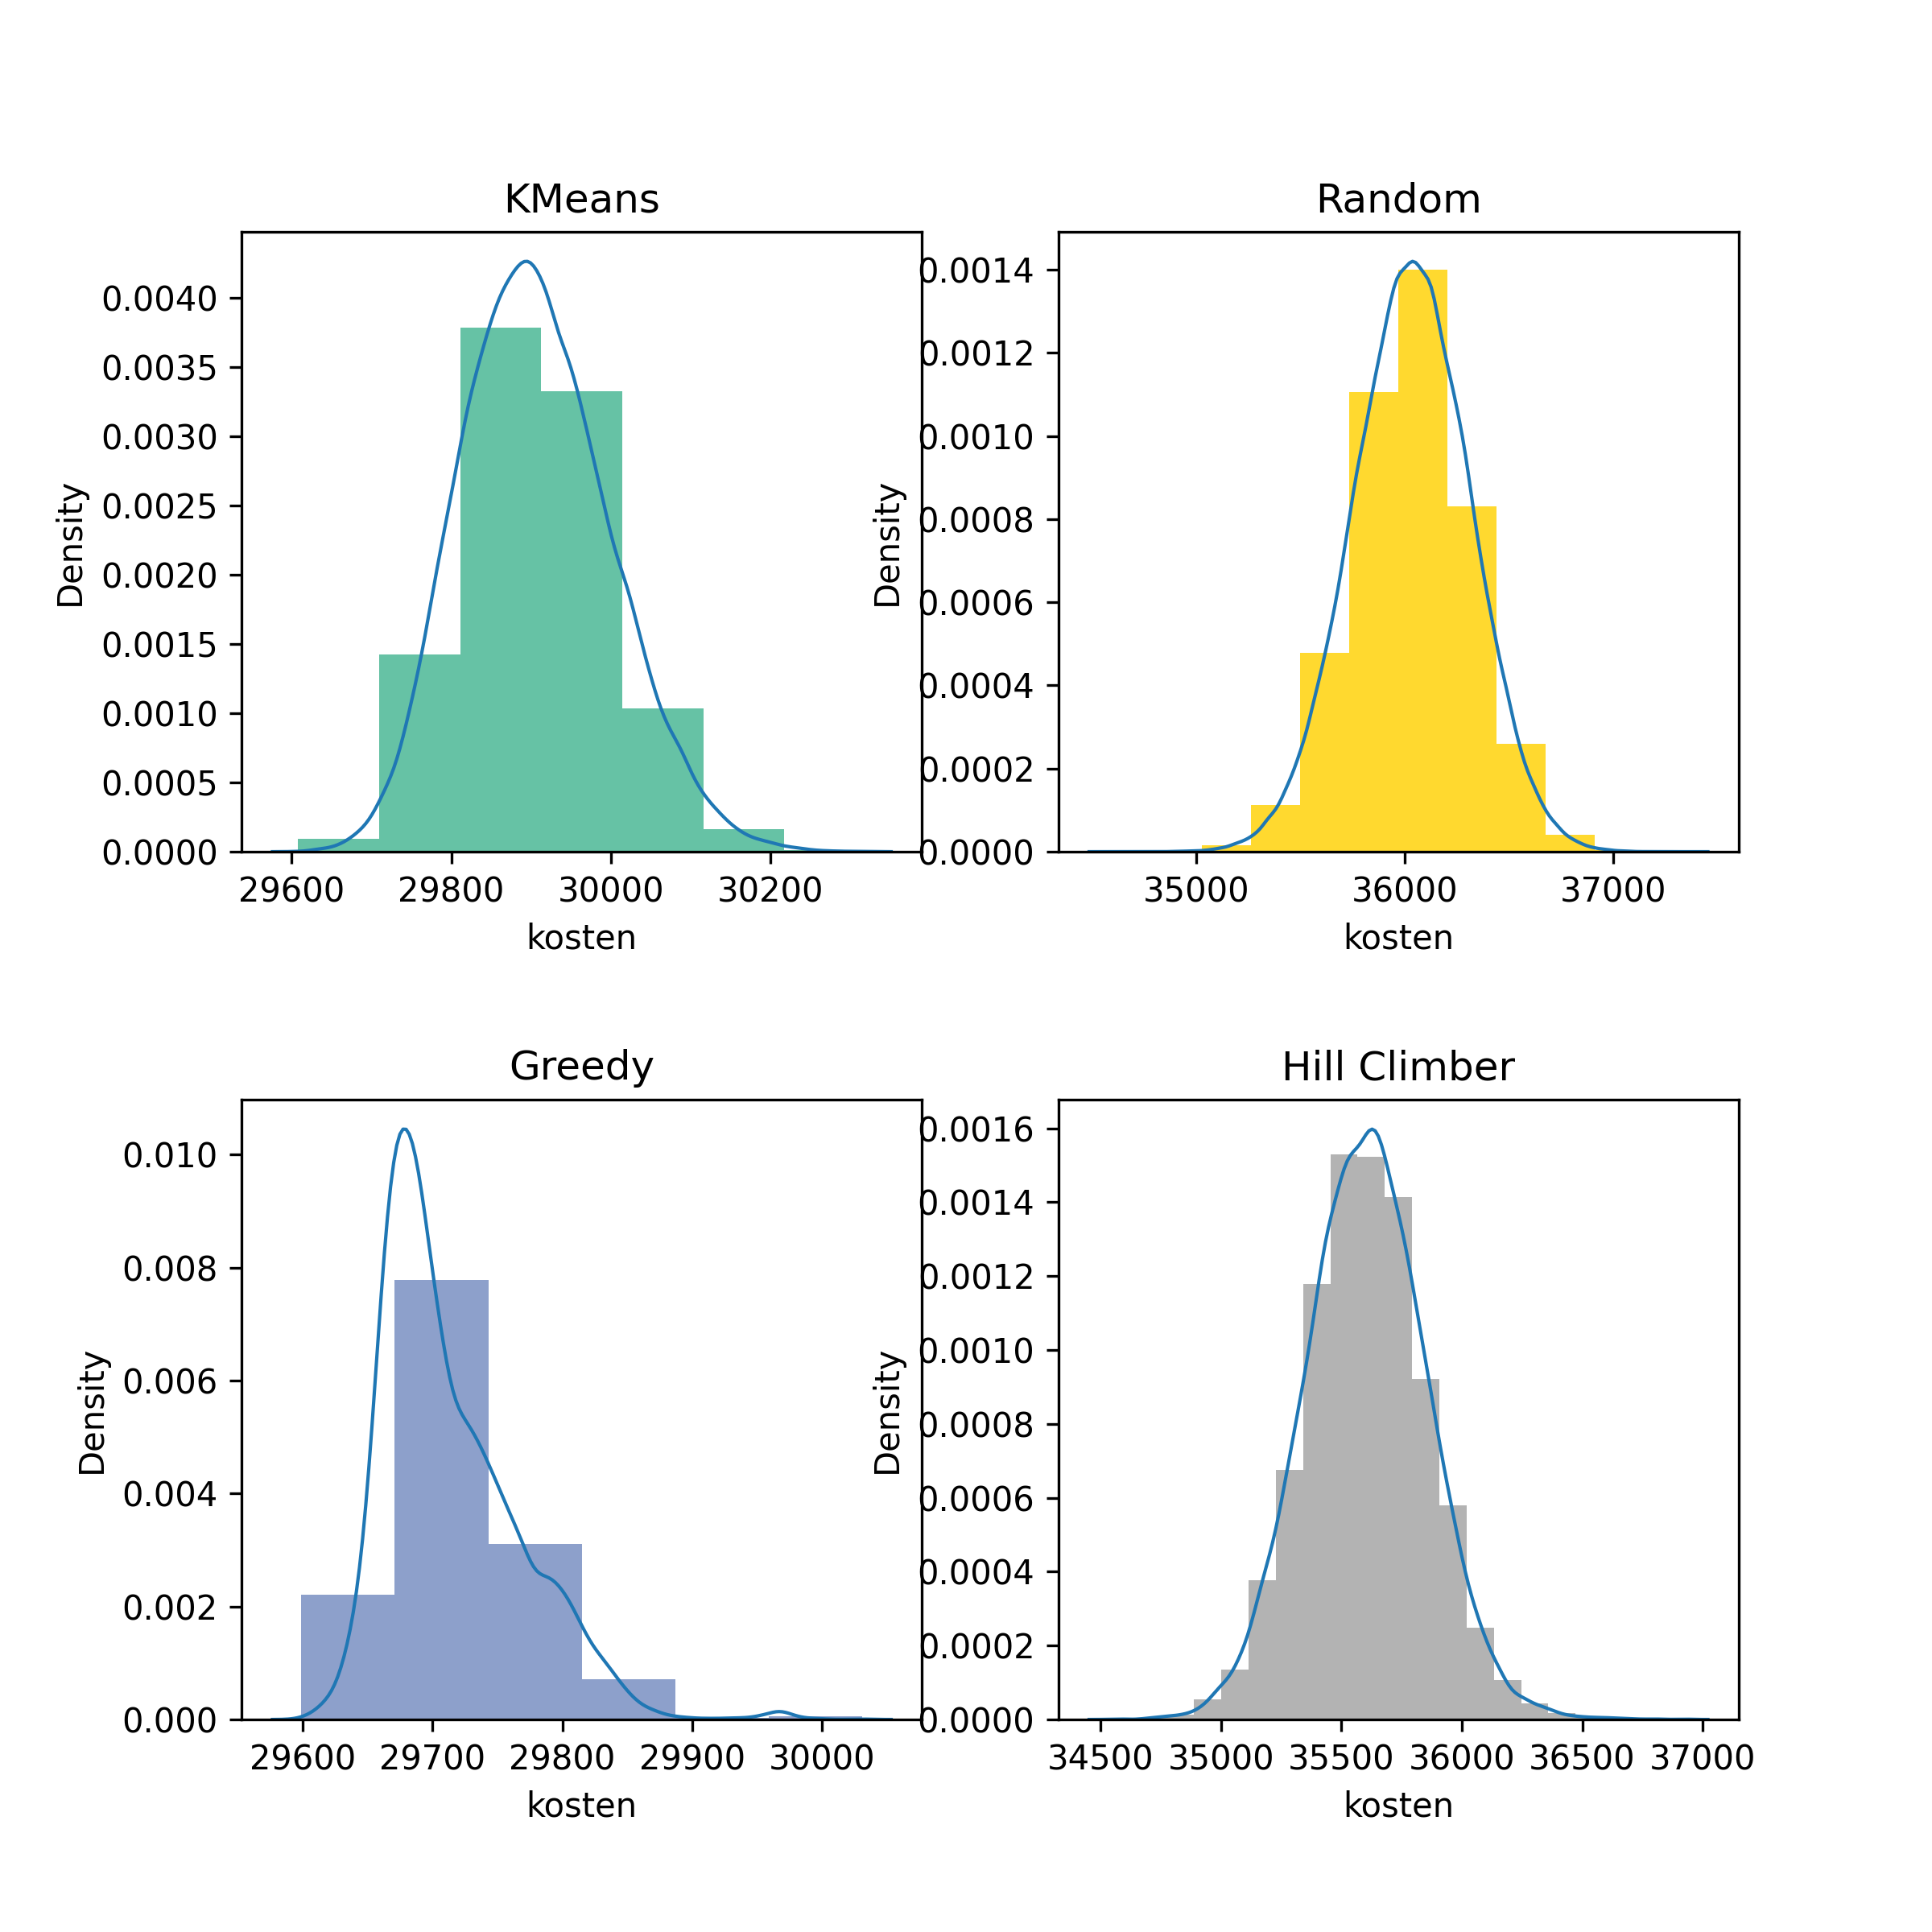 KMeans
Density
0.0040
0.0035
0.0030
0.0025
0.0020
0.0015
0.0010
0.0005
0.0000
29600 29800 30000 30200
kosten
Random
Density
0.0014
0.0012
0.0010
0.0008
0.0006
0.0004
0.0002
0.0000
35000 36000 37000
kosten
Greedy
Density
0.010
0.008
0.006
0.004
0.002
0.000
29600 29700 29800 29900 30000
kosten
Hill Climber
Density
0.0016
0.0014
0.0012
0.0010
0.0008
0.0006
0.0004
0.0002
0.0000
34500 35000 35500 36000 36500 37000
kosten